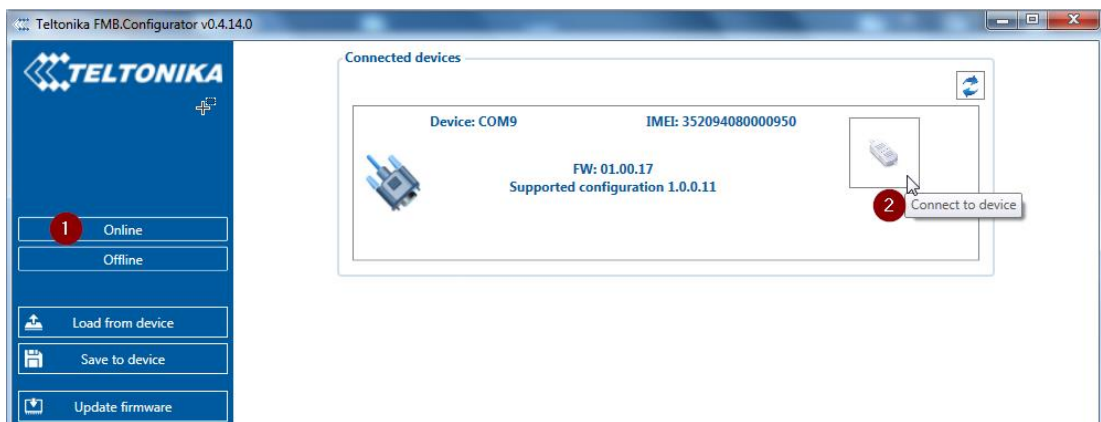 Teltonika FMB.Configurator v0.4.14.0
TELTONIKA
Connected devices
Device: COM9 IMEI: 352094080000950
FW: 01.00.17
Supported configuration 1.0.0.11
2 Connect to device
1 Online
Offline
Load from device
Save to device
Update firmware